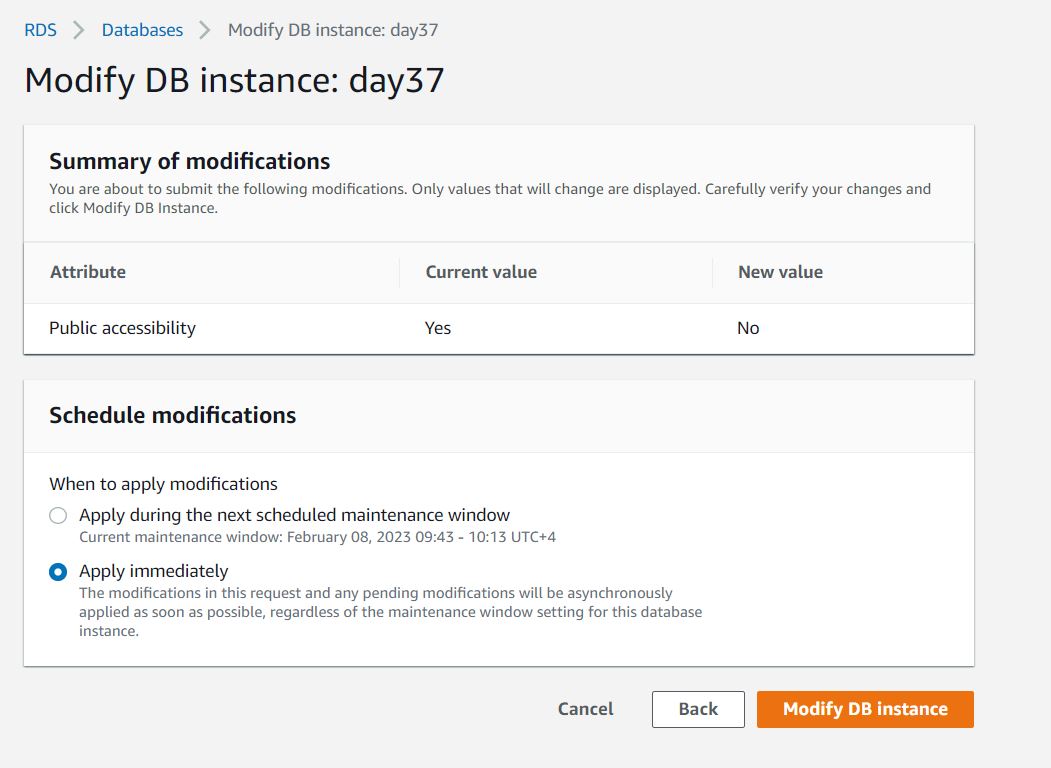 RDS > Databases > Modify DB instance: day37
Modify DB instance: day37
Summary of modifications
You are about to submit the following modifications. Only values that will change are displayed. Carefully verify your changes and
click Modify DB Instance.
Attribute Current value New value
Public accessibility Yes No
Schedule modifications
When to apply modifications
Apply during the next scheduled maintenance window
Current maintenance window: February 08, 2023 09:43 - 10:13 UTC+4
Apply immediately
The modifications in this request and any pending modifications will be asynchronously
applied as soon as possible, regardless of the maintenance window setting for this database
instance.
Cancel Back Modify DB instance